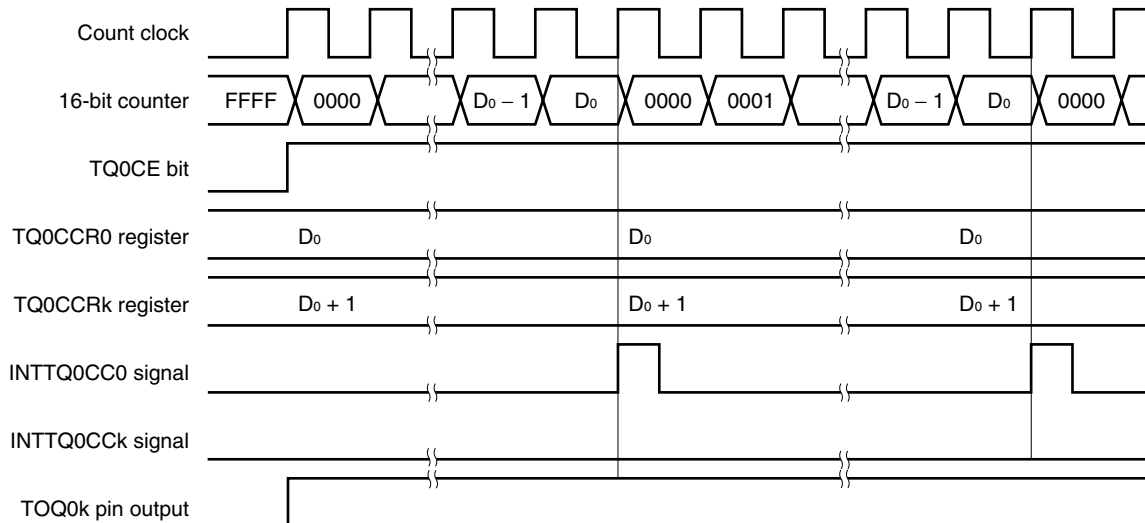 Count clock
16-bit counter FFFF 0000 D0 − 1 D0 0000 0001 D0 − 1 D0 0000
TQ0CE bit
TQ0CCR0 register D0 D0 D0
TQ0CCRk register D0 + 1 D0 + 1 D0 + 1
INTTQ0CC0 signal
INTTQ0CCk signal
TOQ0k pin output